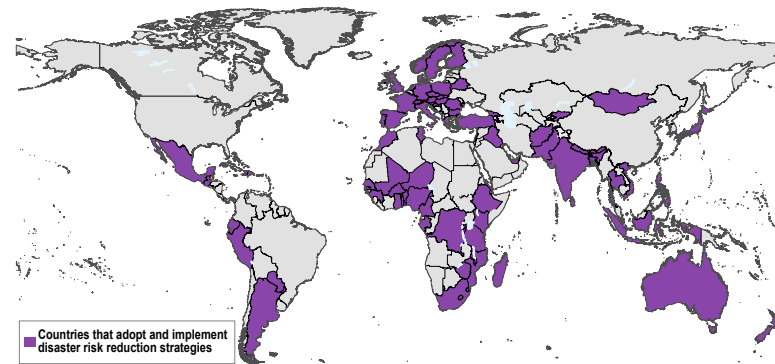 Countries that adopt and implement
disaster risk reduction strategies